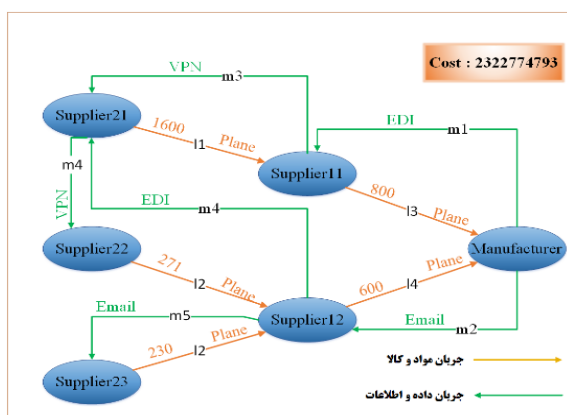 Cost : 2322774793
VPN
m3
EDI
m1
Supplier21
1600
Plane
l1
m4
VPN
Supplier11
800
Plane
l3
EDI
m4
Supplier22
271
Plane
l2
Manufacturer
600
Plane
l4
Email
m5
Supplier12
Email
m2
230
Plane
l2
Supplier23
جریان مواد و کالا
جریان داده و اطلاعات